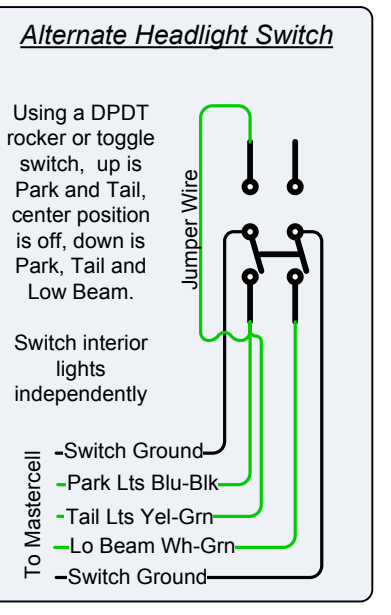 Alternate Headlight Switch
Using a DPDT
rocker or toggle
switch, up is
Park and Tail,
center position
is off, down is
Park, Tail and
Low Beam.
Switch interior
lights
independently
Jumper Wire
To Mastercell
Switch Ground
Park Lts Blu-Blk
Tail Lts Yel-Grn
Lo Beam Wh-Grn
Switch Ground